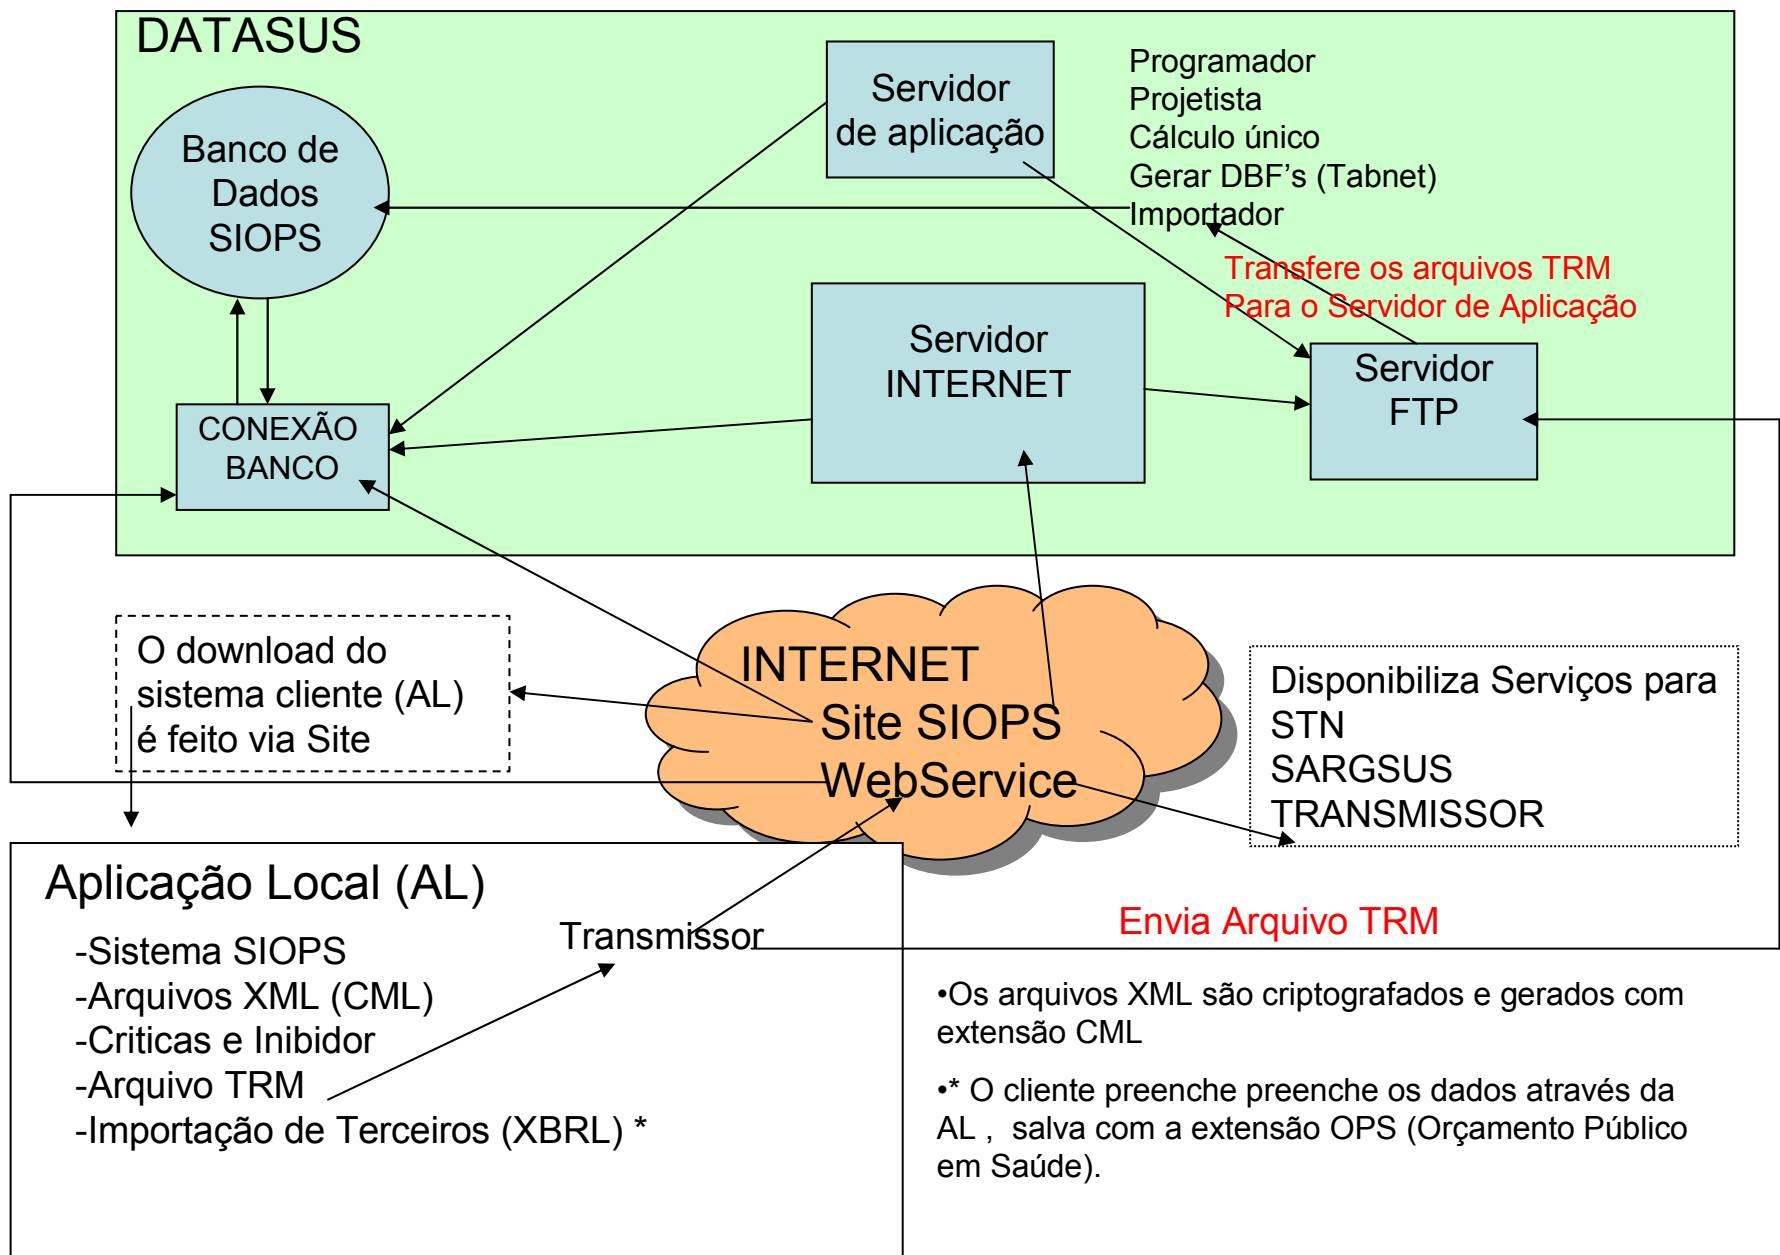 DATASUS
Banco de
Dados
SIOPS
Servidor
de aplicação
Programador
Projetista
Cálculo único
Gerar DBF’s (Tabnet)
Importador
Transfere os arquivos TRM
Para o Servidor de Aplicação
Servidor
INTERNET
Servidor
FTP
CONEXÃO
BANCO
O download do
sistema cliente (AL)
é feito via Site
INTERNET
Site SIOPS
WebService
Disponibiliza Serviços para
STN
SARGSUS
TRANSMISSOR
Aplicação Local (AL)
-Sistema SIOPS
-Arquivos XML (CML)
-Criticas e Inibidor
-Arquivo TRM
-Importação de Terceiros (XBRL) *
Transmissor
Envia Arquivo TRM
•Os arquivos XML são criptografados e gerados com
extensão CML
•* O cliente preenche preenche os dados através da
AL , salva com a extensão OPS (Orçamento Público
em Saúde).